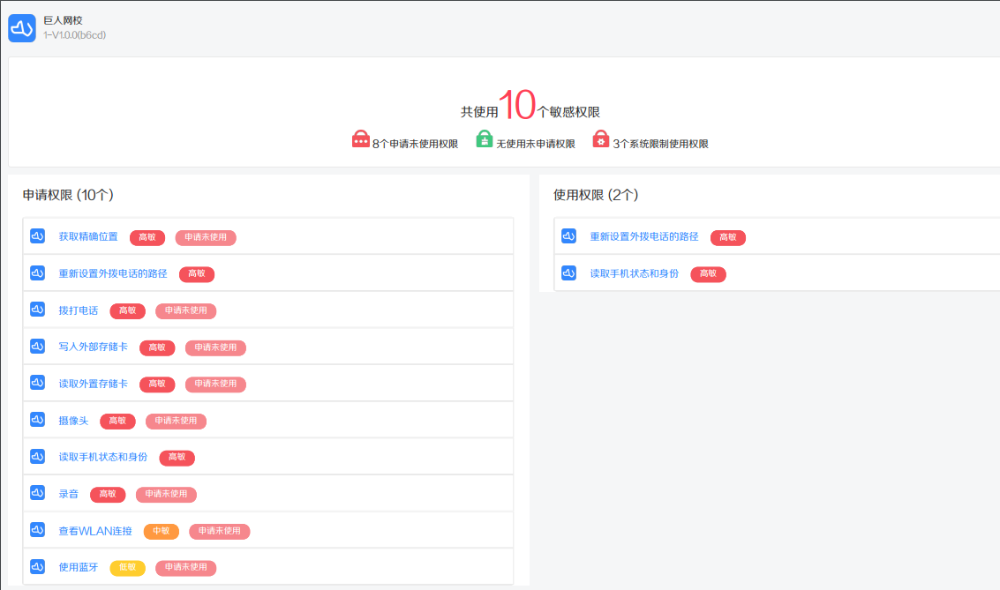 巨人网校
1-V1.0.0(b6cd)
共使用10个敏感权限
8个申请未使用权限 无使用未申请权限 3个系统限制使用权限
申请权限 (10个)
获取精确位置 高敏 申请未使用
重新设置外拨电话的路径 高敏
拨打电话 高敏 申请未使用
写入外部存储卡 高敏 申请未使用
读取外置存储卡 高敏 申请未使用
摄像头 高敏 申请未使用
读取手机状态和身份 高敏
录音 高敏 申请未使用
查看WLAN连接 中敏 申请未使用
使用蓝牙 低敏 申请未使用
使用权限 (2个)
重新设置外拨电话的路径 高敏
读取手机状态和身份 高敏